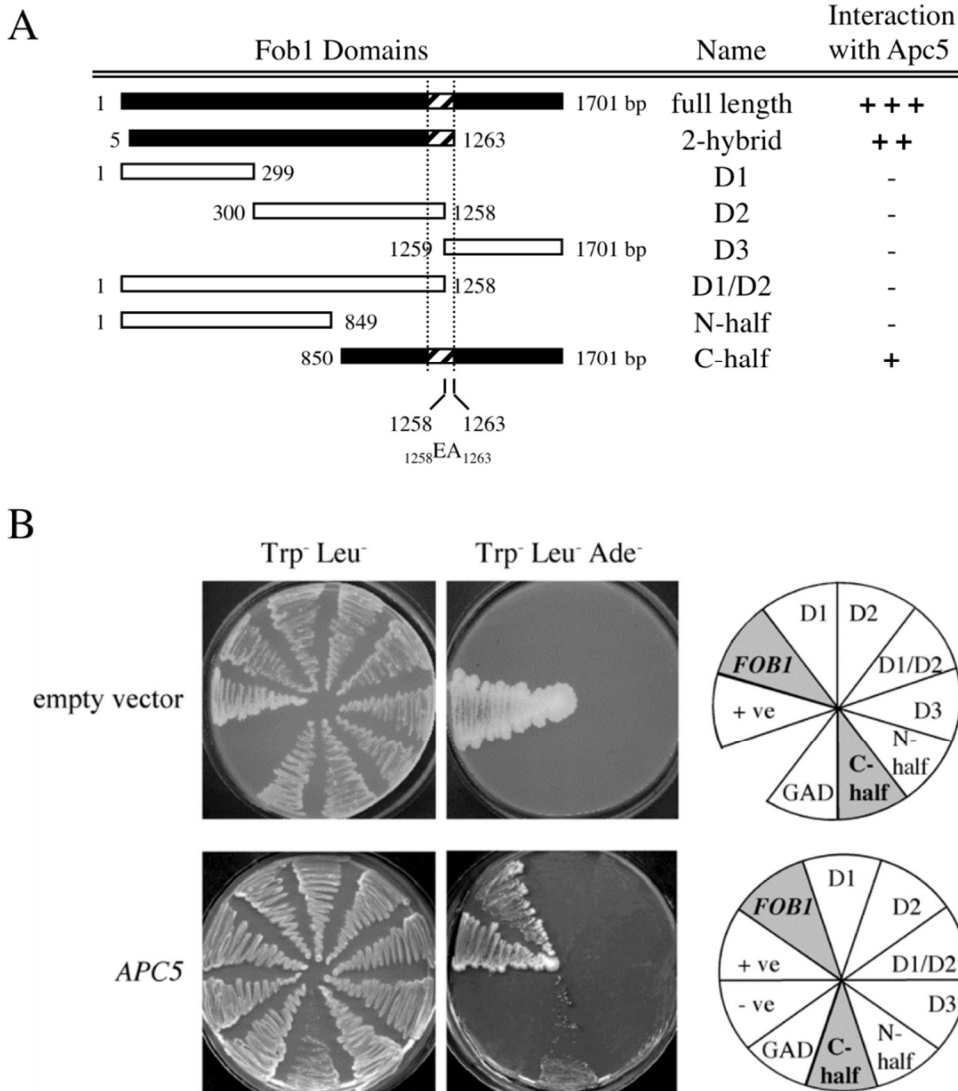 A
Fob1 Domains Name Interaction with Apc5
1 1701 bp full length + + +
5 1263 2-hybrid + +
1 299 D1 -
300 1258 D2 -
1259 1701 bp D3 -
1 1258 D1/D2 -
1 849 N-half -
850 1701 bp C-half +
1258 1263
1258EA1263
B
Trp- Leu- Trp- Leu- Ade-
empty vector
FOB1 D1 D2 D1/D2 D3 N-half C-half GAD + ve
APC5
FOB1 D1 D2 D1/D2 D3 N-half C-half GAD - ve + ve